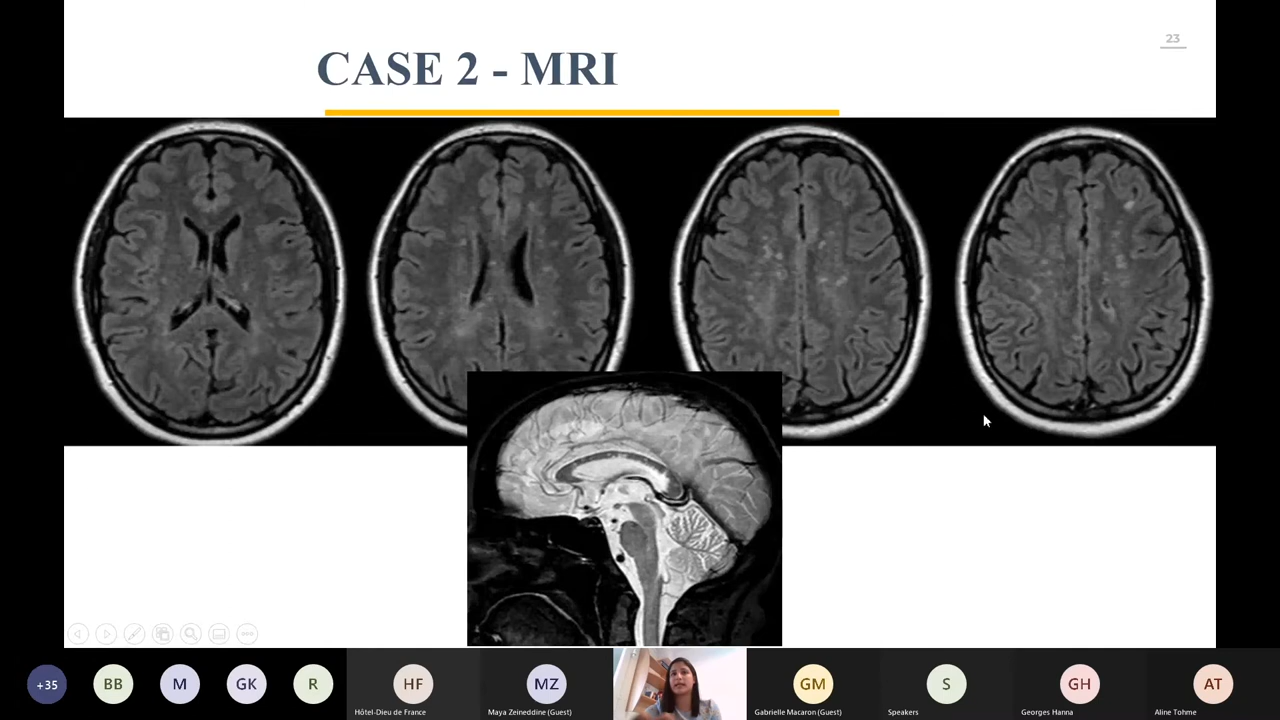 23
CASE 2 - MRI
+35
BB
M
GK
R
HF
MZ
GM
S
GH
AT
Hôtel-Dieu de France
Maya Zeineddine (Guest)
Gabrielle Macaron (Guest)
Speakers
Georges Hanna
Aline Tohme